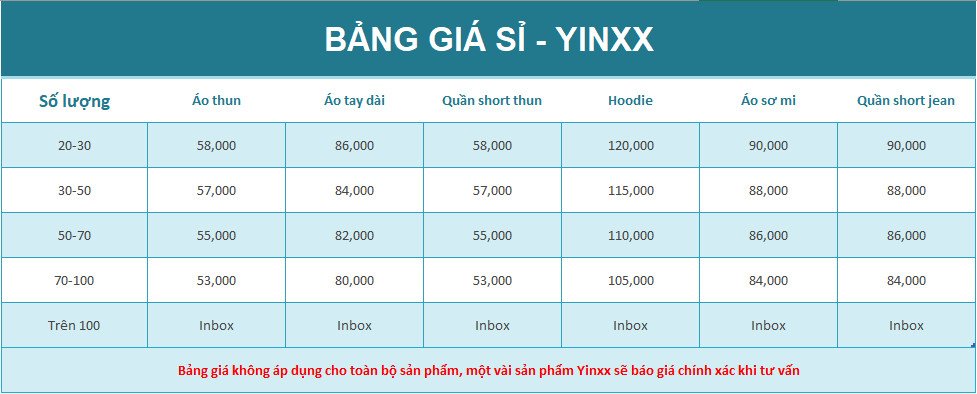 BẢNG GIÁ SỈ - YINXX
Số lượng Áo thun Áo tay dài Quần short thun Hoodie Áo sơ mi Quần short jean
20-30 58,000 86,000 58,000 120,000 90,000 90,000
30-50 57,000 84,000 57,000 115,000 88,000 88,000
50-70 55,000 82,000 55,000 110,000 86,000 86,000
70-100 53,000 80,000 53,000 105,000 84,000 84,000
Trên 100 Inbox Inbox Inbox Inbox Inbox Inbox
Bảng giá không áp dụng cho toàn bộ sản phẩm, một vài sản phẩm Yinxx sẽ báo giá chính xác khi tư vấn